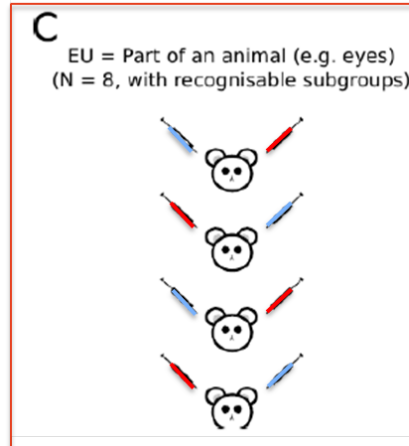 C
EU = Part of an animal (e.g. eyes)
(N = 8, with recognisable subgroups)